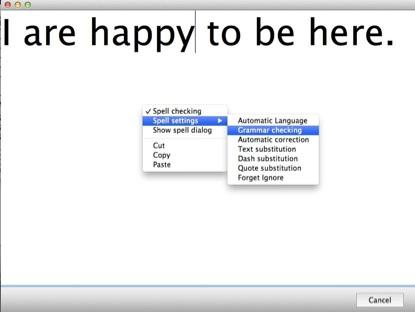 I are happy to be here.
✓ Spell checking
Spell settings ▶
Show spell dialog
Cut
Copy
Paste
Automatic Language
Grammar checking
Automatic correction
Text substitution
Dash substitution
Quote substitution
Forget Ignore
Cancel